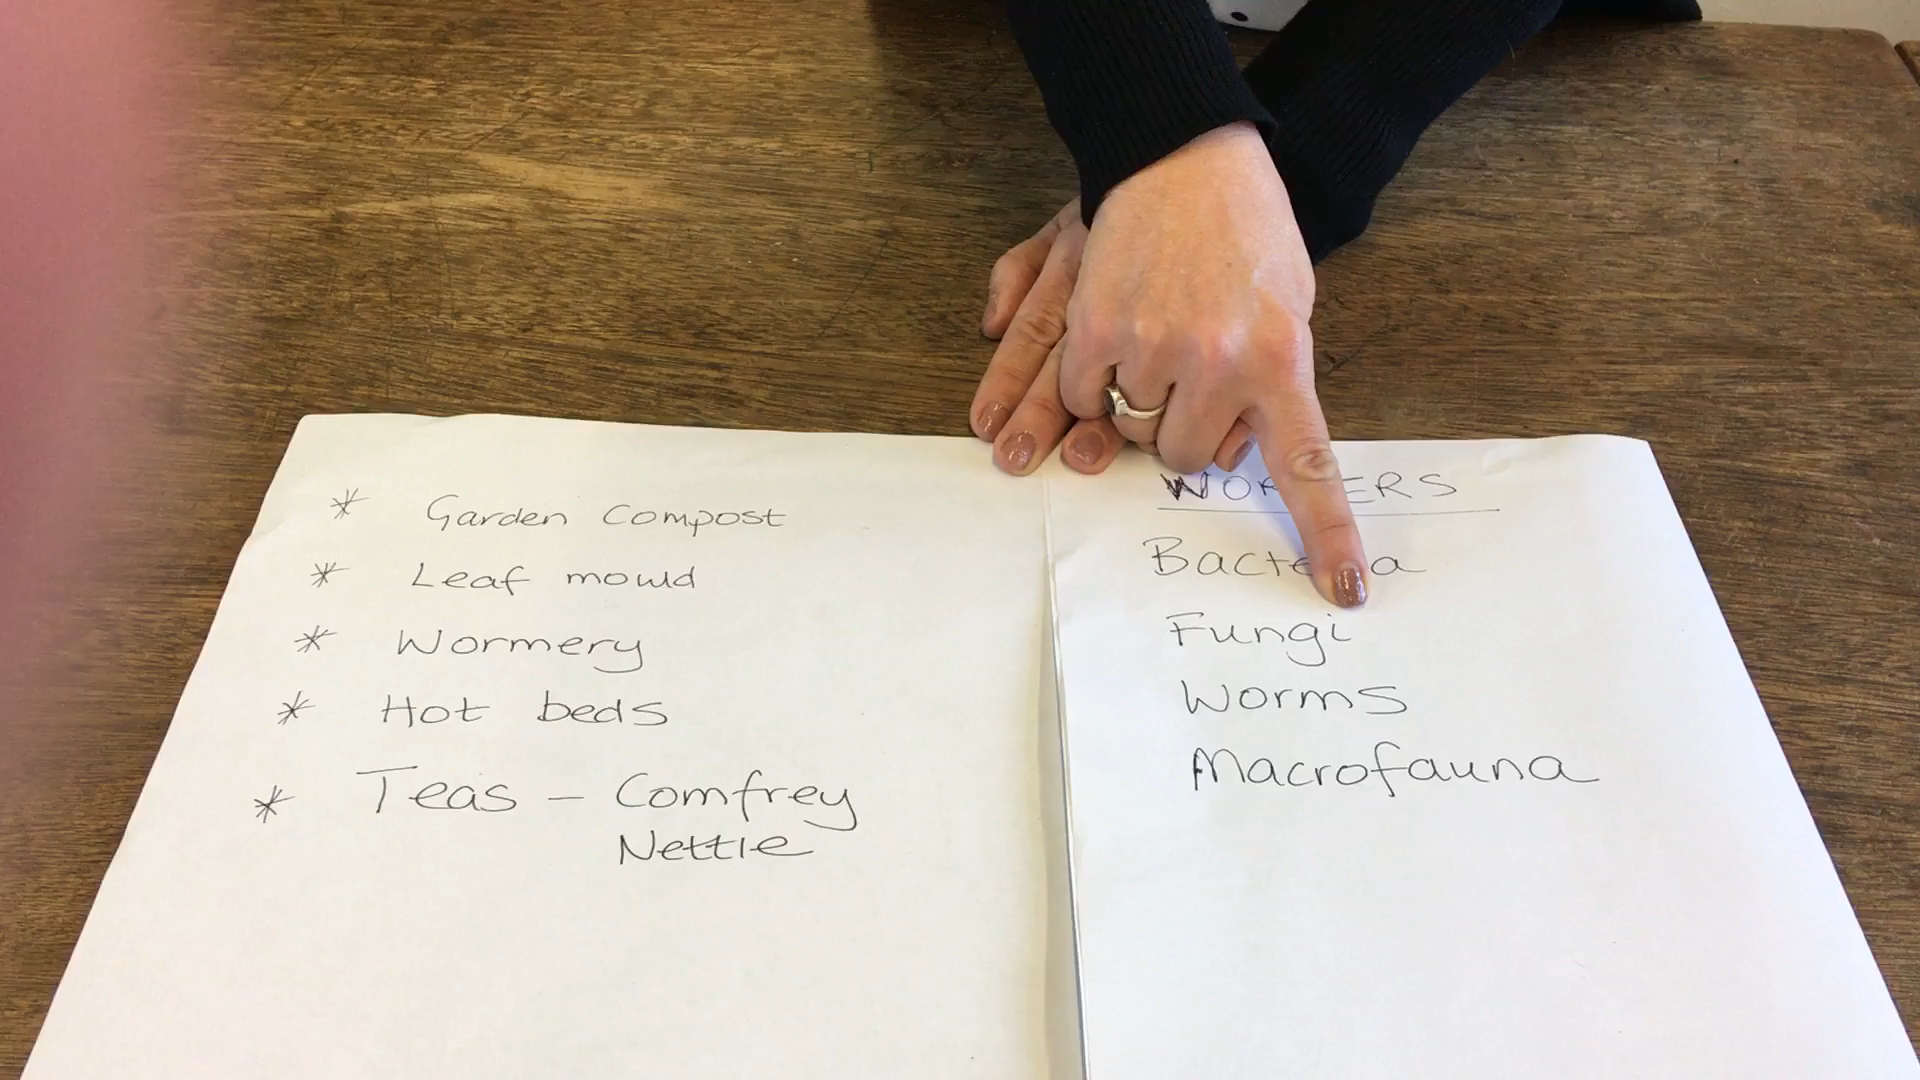 * Garden Compost
* Leaf mould
* Wormery
* Hot beds
* Teas – Comfrey
Nettle
Fungi
Worms
Macrofauna